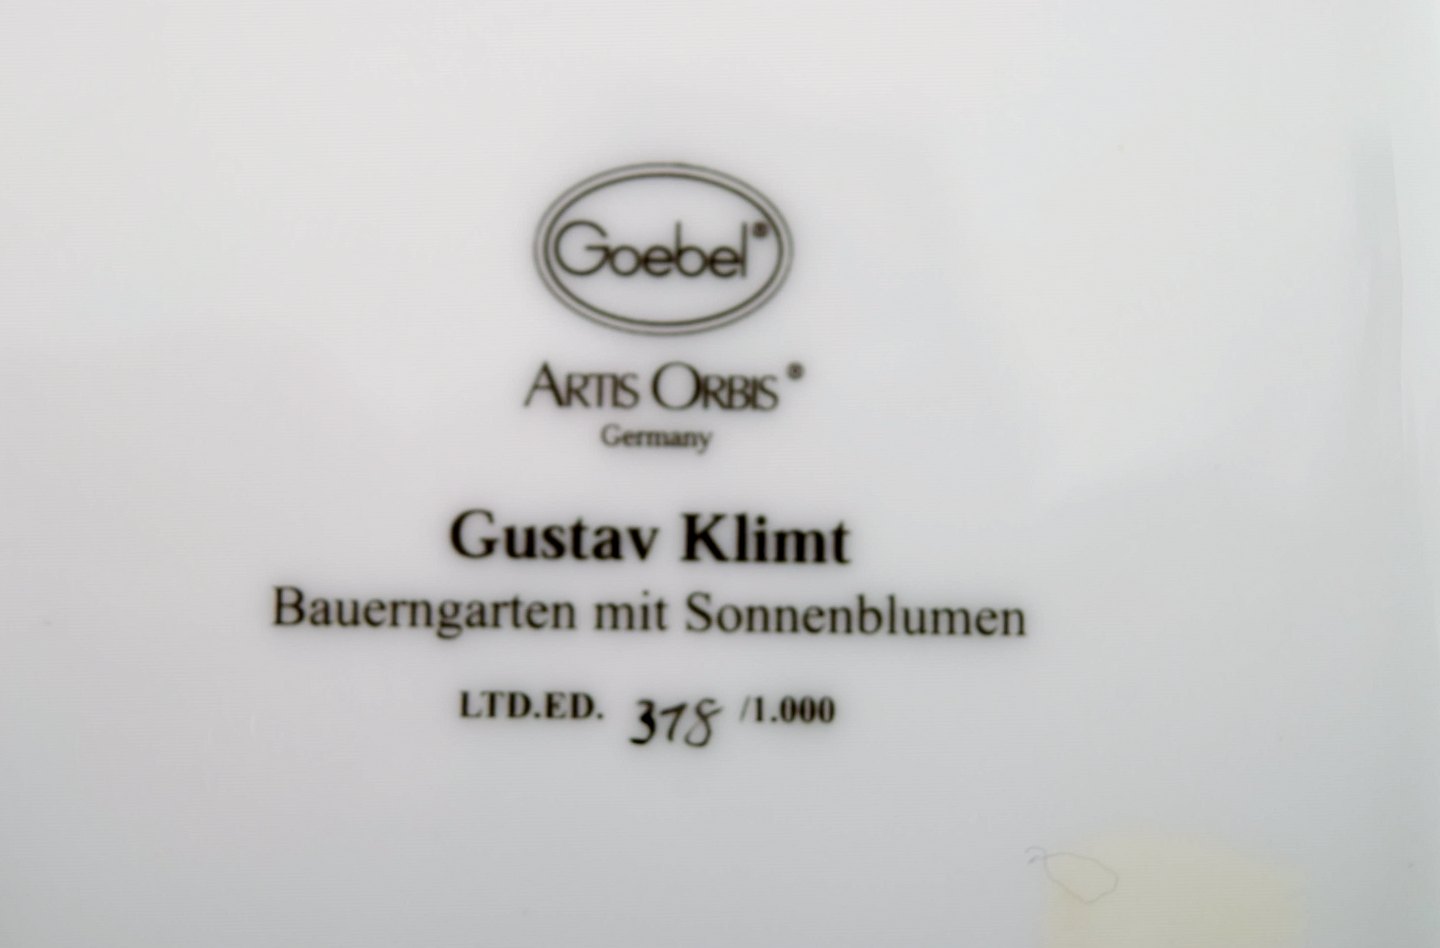 Goebel®
ARTIS ORBIS®
Germany
Gustav Klimt
Bauerngarten mit Sonnenblumen
LTD.ED. 378 /1.000